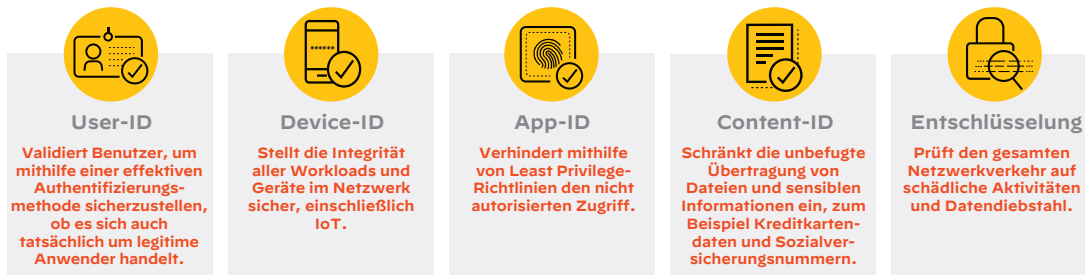 User-ID
Validiert Benutzer, um
mithilfe einer effektiven
Authentifizierungs-
methode sicherzustellen,
ob es sich auch
tatsächlich um legitime
Anwender handelt.
Device-ID
Stellt die Integrität
aller Workloads und
Geräte im Netzwerk
sicher, einschließlich
IoT.
App-ID
Verhindert mithilfe
von Least Privilege-
Richtlinien den nicht
autorisierten Zugriff.
Content-ID
Schränkt die unbefugte
Übertragung von
Dateien und sensiblen
Informationen ein, zum
Beispiel Kreditkarten-
daten und Sozialver-
sicherungsnummern.
Entschlüsselung
Prüft den gesamten
Netzwerkverkehr auf
schädliche Aktivitäten
und Datendiebstahl.